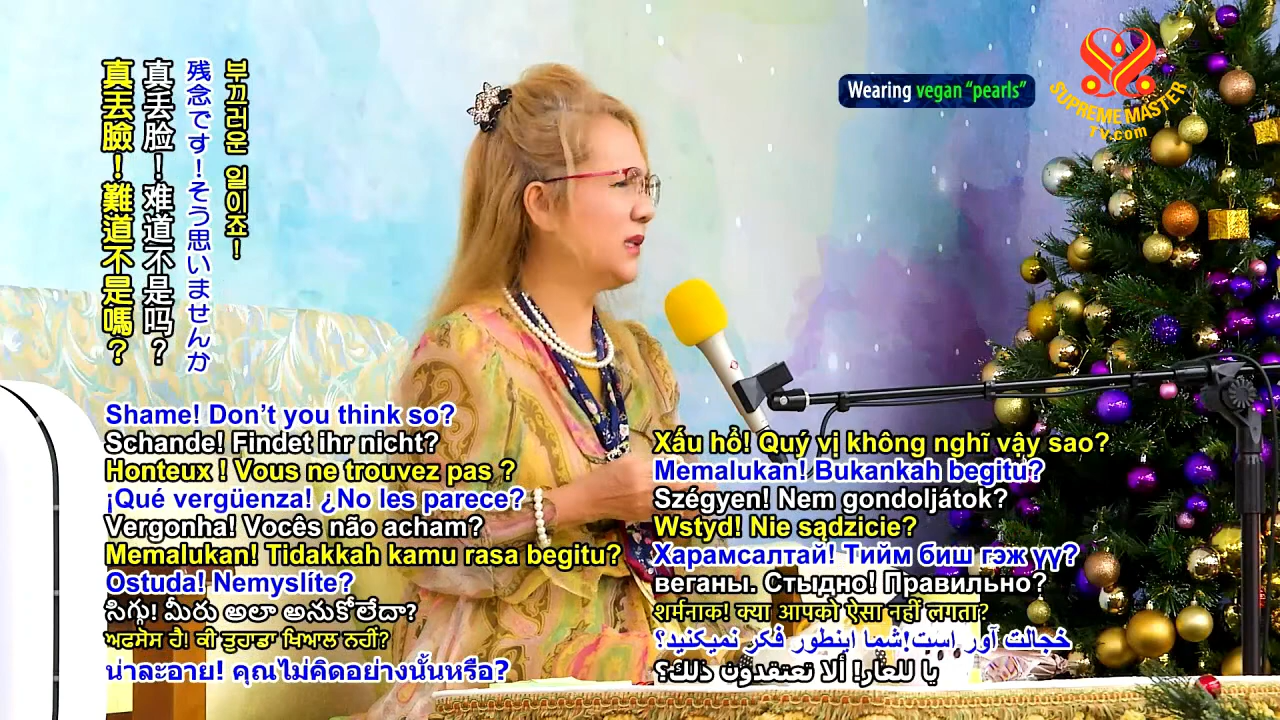 Wearing vegan “pearls”
SUPREME MASTER
TV.com
부끄러운 일이죠!
残念です!そう思いませんか
真丢脸！难道不是吗？
真丟臉！難道不是嗎？
Shame! Don’t you think so?
Schande! Findet ihr nicht?
Honteux ! Vous ne trouvez pas ?
¡Qué vergüenza! ¿No les parece?
Vergonha! Vocês não acham?
Memalukan! Tidakkah kamu rasa begitu?
Ostuda! Nemyslíte?
సిగ్గు! మీరు అలా అనుకోలేదా?
ਅਫਸੋਸ ਹੈ! ਕੀ ਤੁਹਾਡਾ ਖਿਆਲ ਨਹੀਂ?
น่าละอาย! คุณไม่คิดอย่างนั้นหรือ?
Xấu hổ! Quý vị không nghĩ vậy sao?
Memalukan! Bukankah begitu?
Szégyen! Nem gondoljátok?
Wstyd! Nie sądzicie?
Харамсалтай! Тийм биш гэж үү?
веганы. Стыдно! Правильно?
शर्मनाक! क्या आपको ऐसा नहीं लगता?
خجالت آور است!شما اینطور فکر نمیکنید؟
يا للعار! ألا تعتقدون ذلك؟